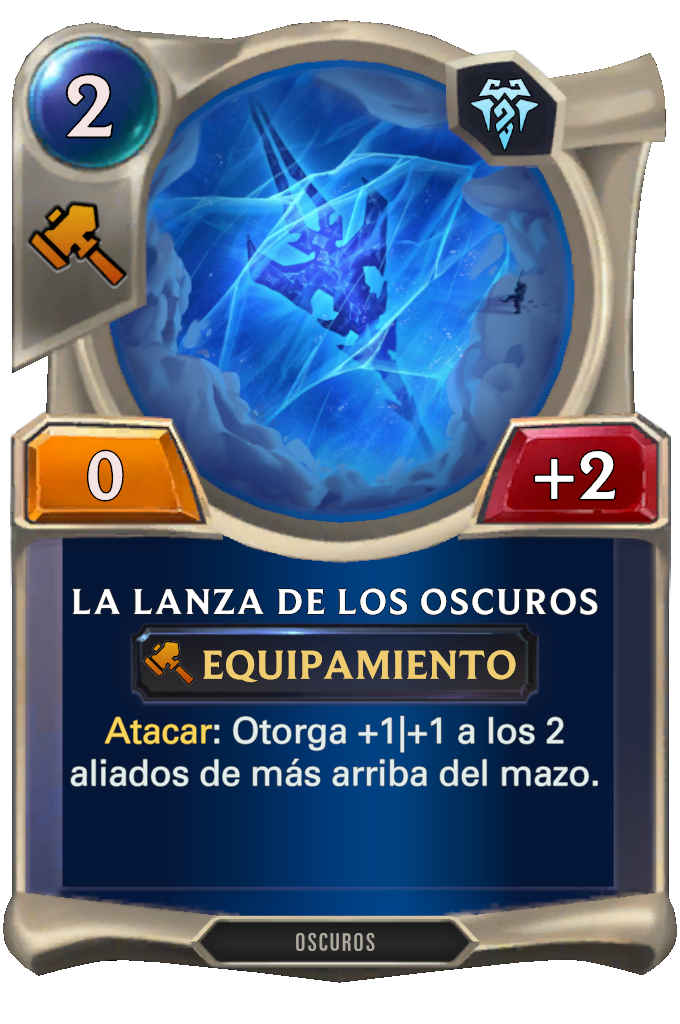 2
0
+2
LA LANZA DE LOS OSCUROS
EQUIPAMIENTO
Atacar: Otorga +1|+1 a los 2
aliados de más arriba del mazo.
OSCUROS